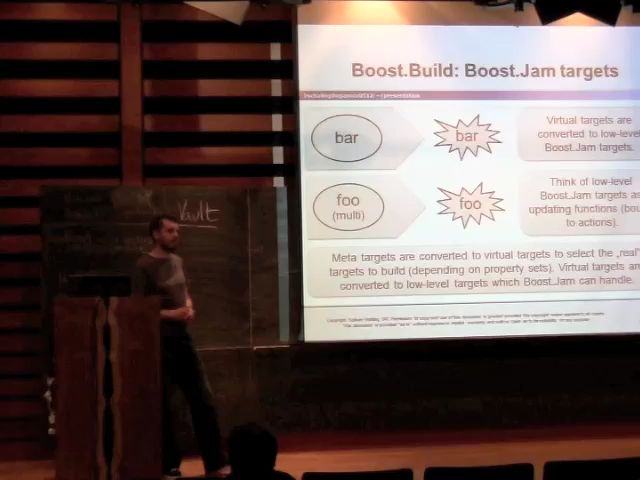 Boost.Build: Boost.Jam targets
bar
bar
Virtual targets are
converted to low-level
Boost.Jam targets.
foo
(multi)
foo
Think of low-level
Boost.Jam targets as
updating functions (bou
to actions).
Meta targets are converted to virtual targets to select the „real"
targets to build (depending on property sets). Virtual targets are
converted to low-level targets which Boost.Jam can handle.
Vault